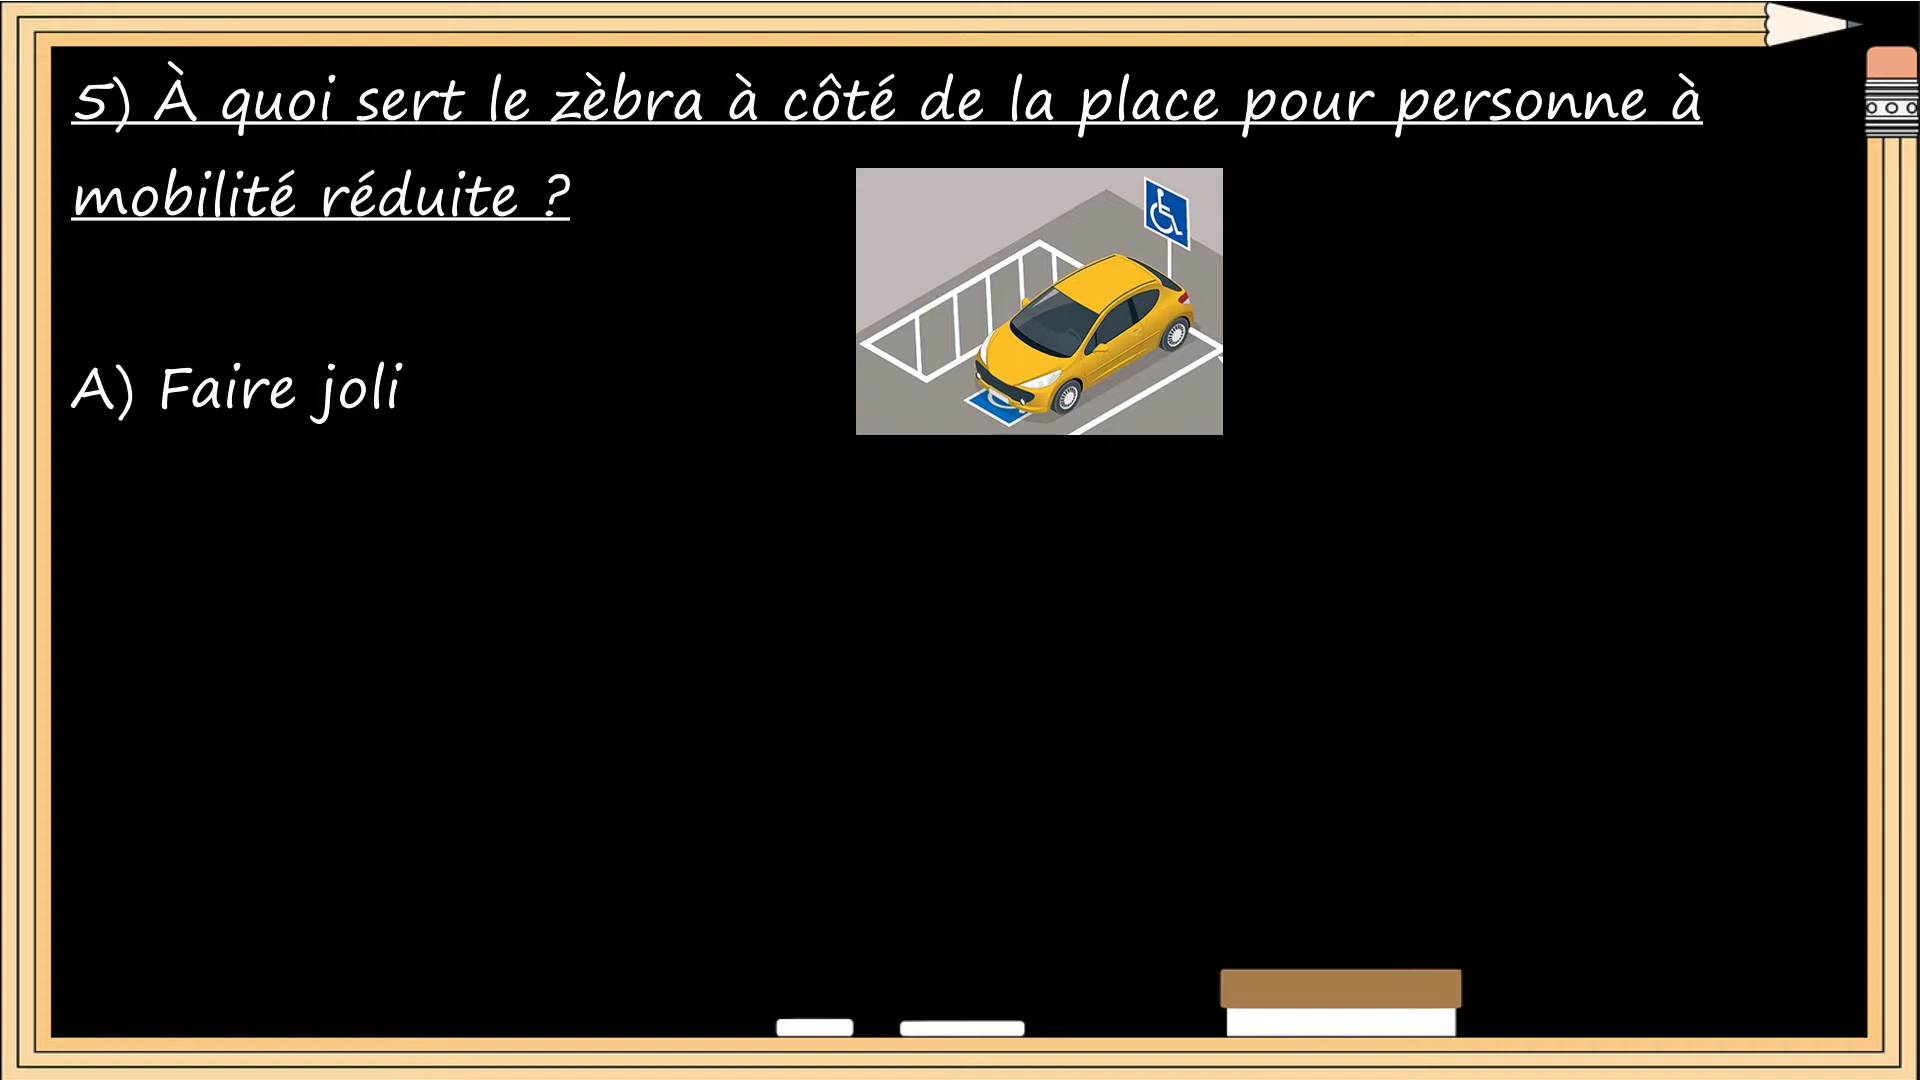 5) À quoi sert le zèbra à côté de la place pour personne à
mobilité réduite ?
A) Faire joli